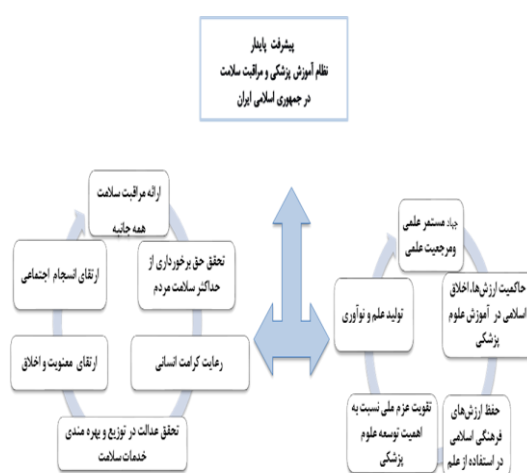 پیشرفت پایدار
نظام آموزش پزشکی و مراقبت سلامت
در جمهوری اسلامی ایران
جهاد مستمر علمی
ومرجعیت علمی
حاکمیت ارزش‌ها، اخلاق
اسلامی در آموزش علوم
پزشکی
حفظ ارزش‌های
فرهنگی اسلامی
در استفاده از علم
تقویت عزم ملی نسبت به
اهمیت توسعه علوم
پزشکی
تولید علم و نوآوری
ارائه مراقبت سلامت
همه جانبه
تحقق حق برخورداری از
حداکثر سلامت مردم
رعایت کرامت انسانی
تحقق عدالت در توزیع و بهره مندی
خدمات سلامت
ارتقای معنویت و اخلاق
ارتقای انسجام اجتماعی